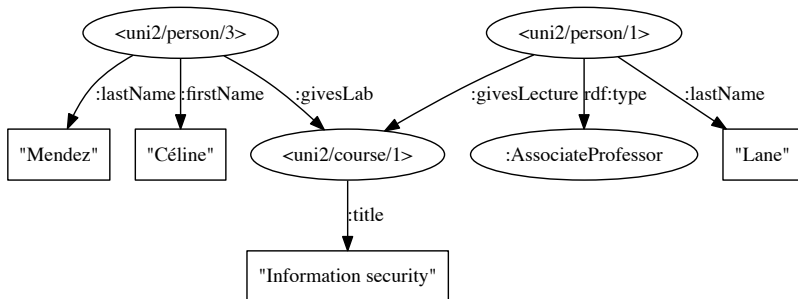 <uni2/person/3>
<uni2/person/1>
:lastName
:firstName
:givesLab
:givesLecture
rdf:type
:lastName
"Mendez"
"Céline"
<uni2/course/1>
:AssociateProfessor
"Lane"
:title
"Information security"